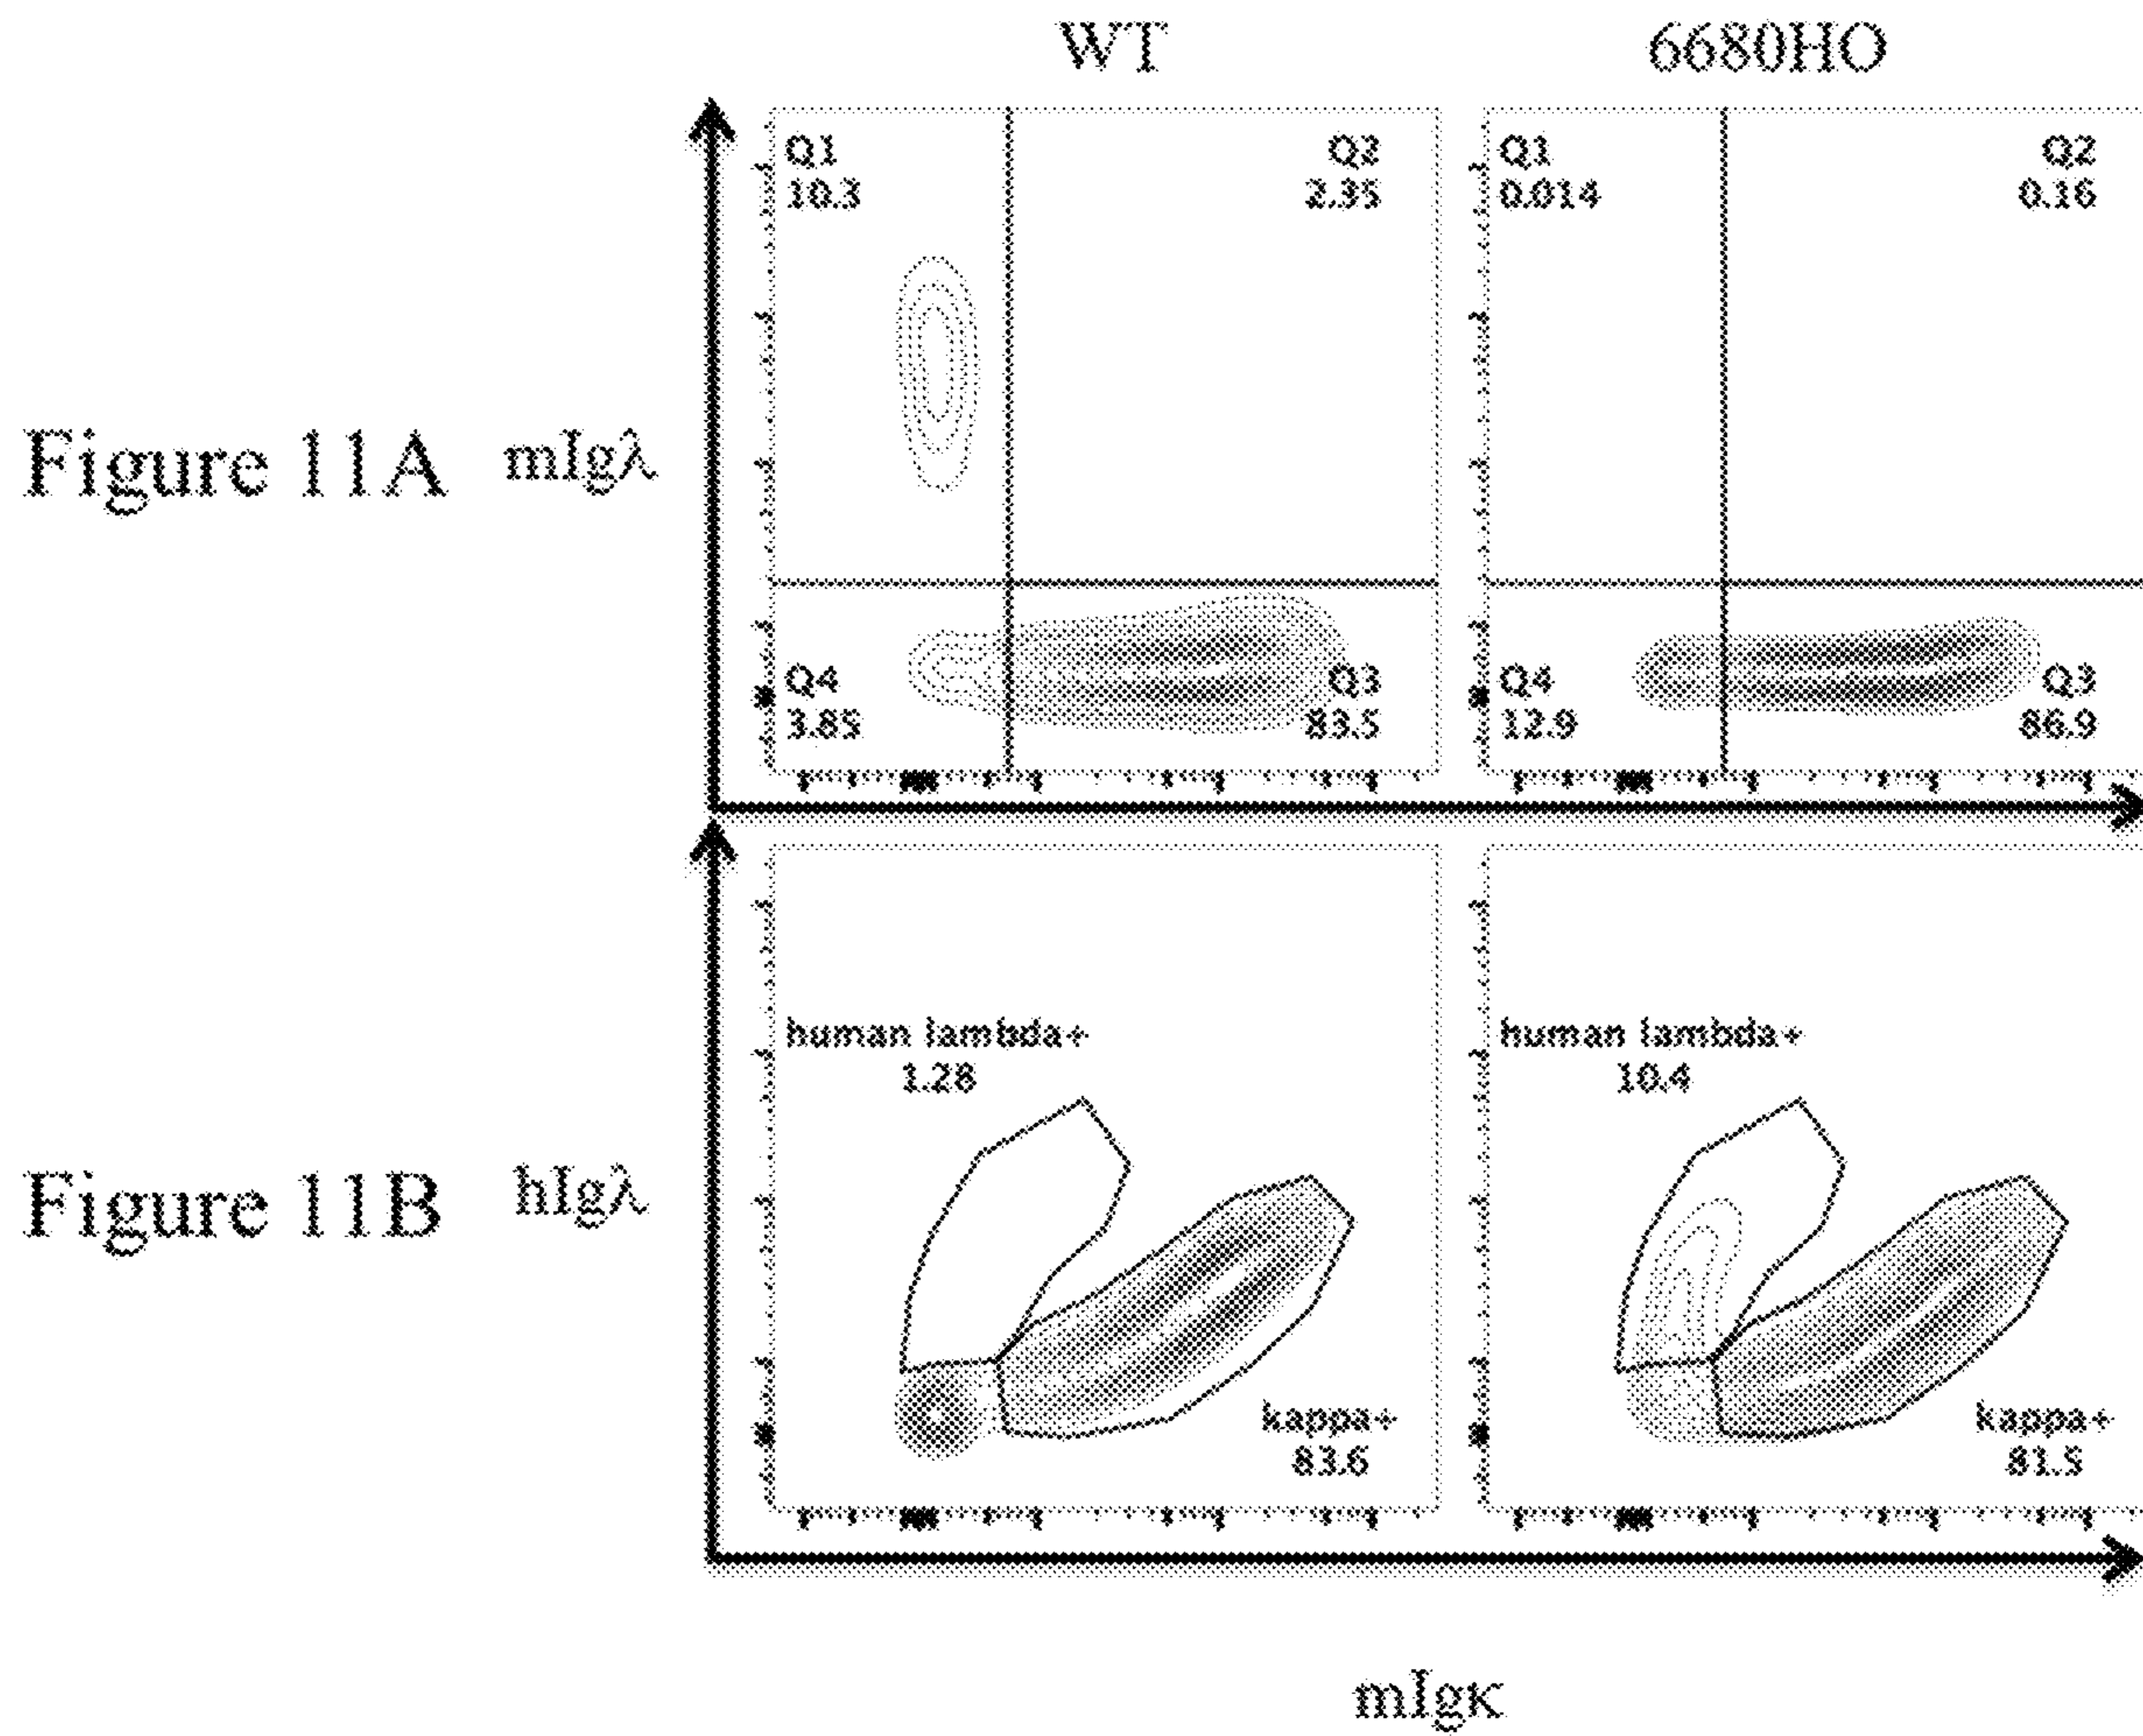 WT 6680HO
Q1 Q2 Q1 Q2
10.3 2.35 0.014 0.16
Figure 11A mIgλ
Q4 Q3 Q4 Q3
3.85 83.5 12.9 86.9
human lambda+ human lambda+
1.28 10.4
Figure 11B hIgλ
kappa+ kappa+
83.6 81.5
mIgκ